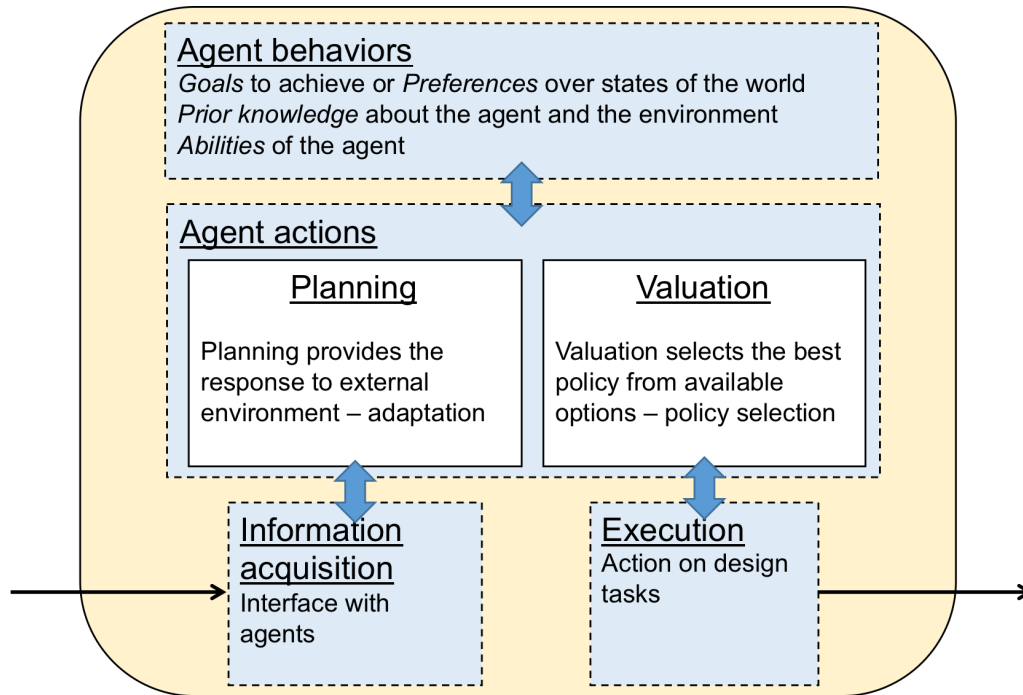 Agent behaviors
Goals to achieve or Preferences over states of the world
Prior knowledge about the agent and the environment
Abilities of the agent
Agent actions
Planning
Planning provides the
response to external
environment – adaptation
Valuation
Valuation selects the best
policy from available
options – policy selection
Information
acquisition
Interface with
agents
Execution
Action on design
tasks